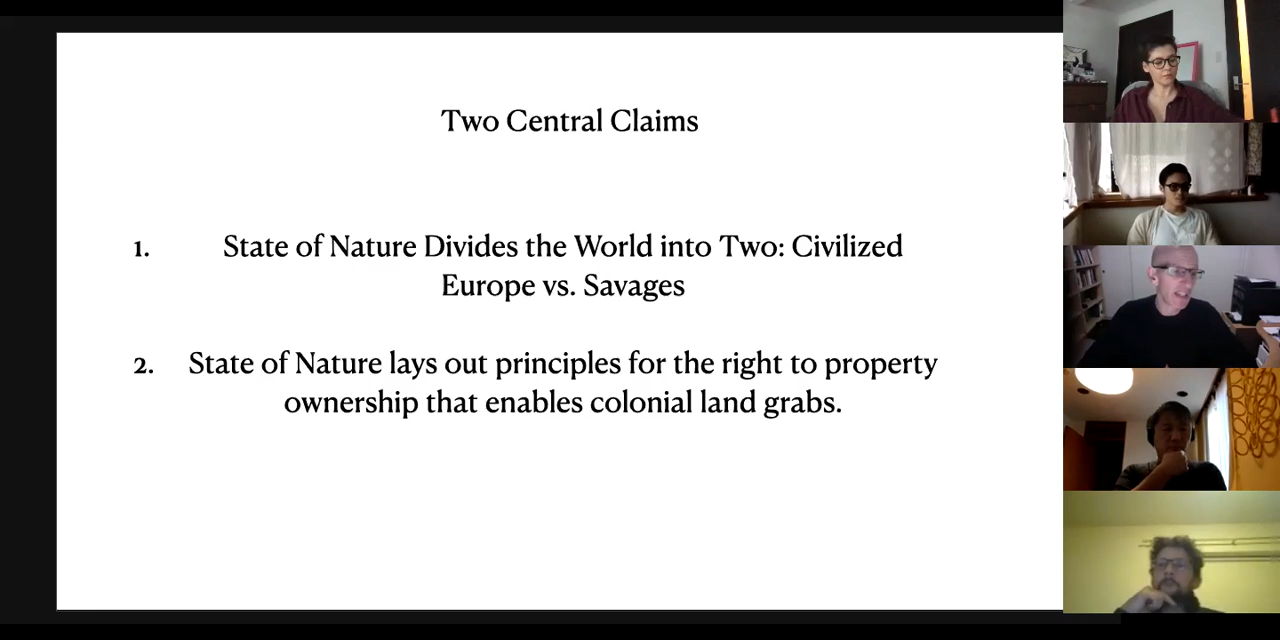 Two Central Claims
1. State of Nature Divides the World into Two: Civilized
Europe vs. Savages
2. State of Nature lays out principles for the right to property
ownership that enables colonial land grabs.